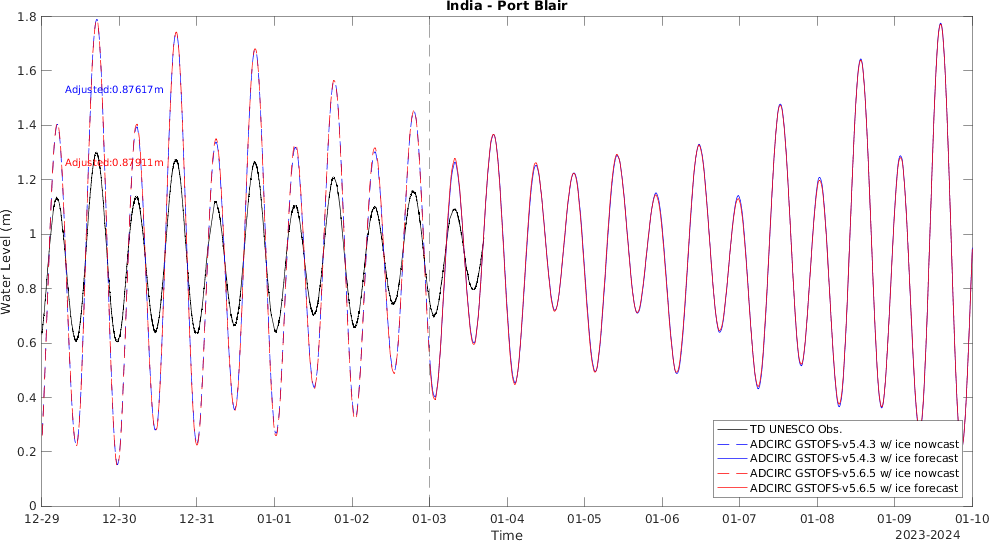 India - Port Blair
1.8
1.6
1.4
1.2
1
0.8
0.6
0.4
0.2
0
Water Level (m)
Adjusted:0.87617m
Adjusted:0.87911m
TD UNESCO Obs.
ADCIRC GSTOFS-v5.4.3 w/ ice nowcast
ADCIRC GSTOFS-v5.4.3 w/ ice forecast
ADCIRC GSTOFS-v5.6.5 w/ ice nowcast
ADCIRC GSTOFS-v5.6.5 w/ ice forecast
12-29 12-30 12-31 01-01 01-02 01-03 01-04 01-05 01-06 01-07 01-08 01-09 01-10
Time
2023-2024